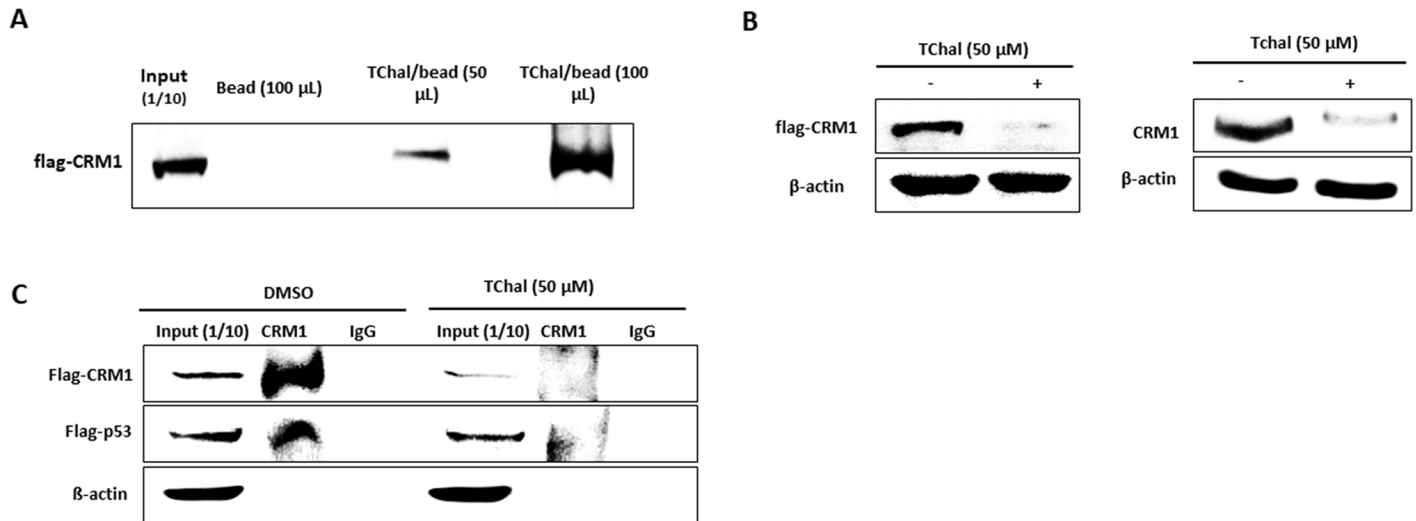 A
Input
(1/10)
Bead (100 µL)
TChal/bead (50
µL)
TChal/bead (100
µL)
flag-CRM1
B
TChal (50 µM)
-
+
flag-CRM1
β-actin
Tchal (50 µM)
-
+
CRM1
β-actin
C
DMSO
TChal (50 µM)
Input (1/10) CRM1 IgG
Input (1/10) CRM1 IgG
Flag-CRM1
Flag-p53
ß-actin